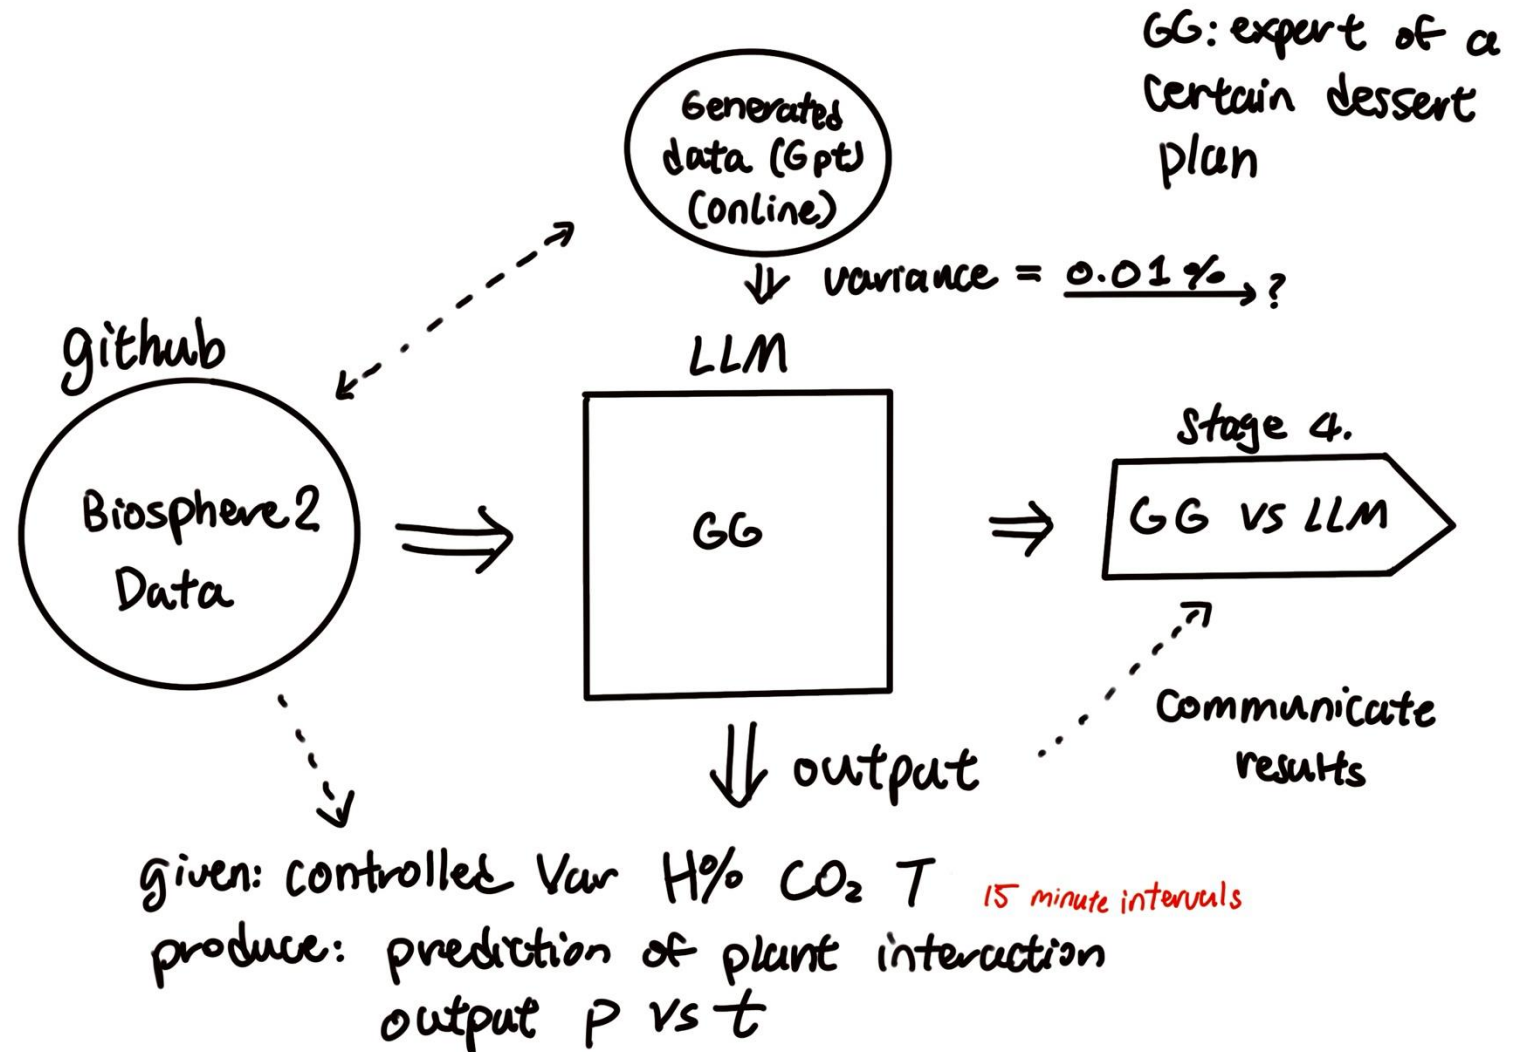 GG: expert of a
certain dessert
plan
Generated
data (Gpt)
(online)
variance = 0.01% ?
github
LLM
Biosphere 2
Data
GG
Stage 4.
GG vs LLM
output
communicate
results
given: controlled Var H% CO₂ T 15 minute intervals
produce: prediction of plant interaction
output p vs t